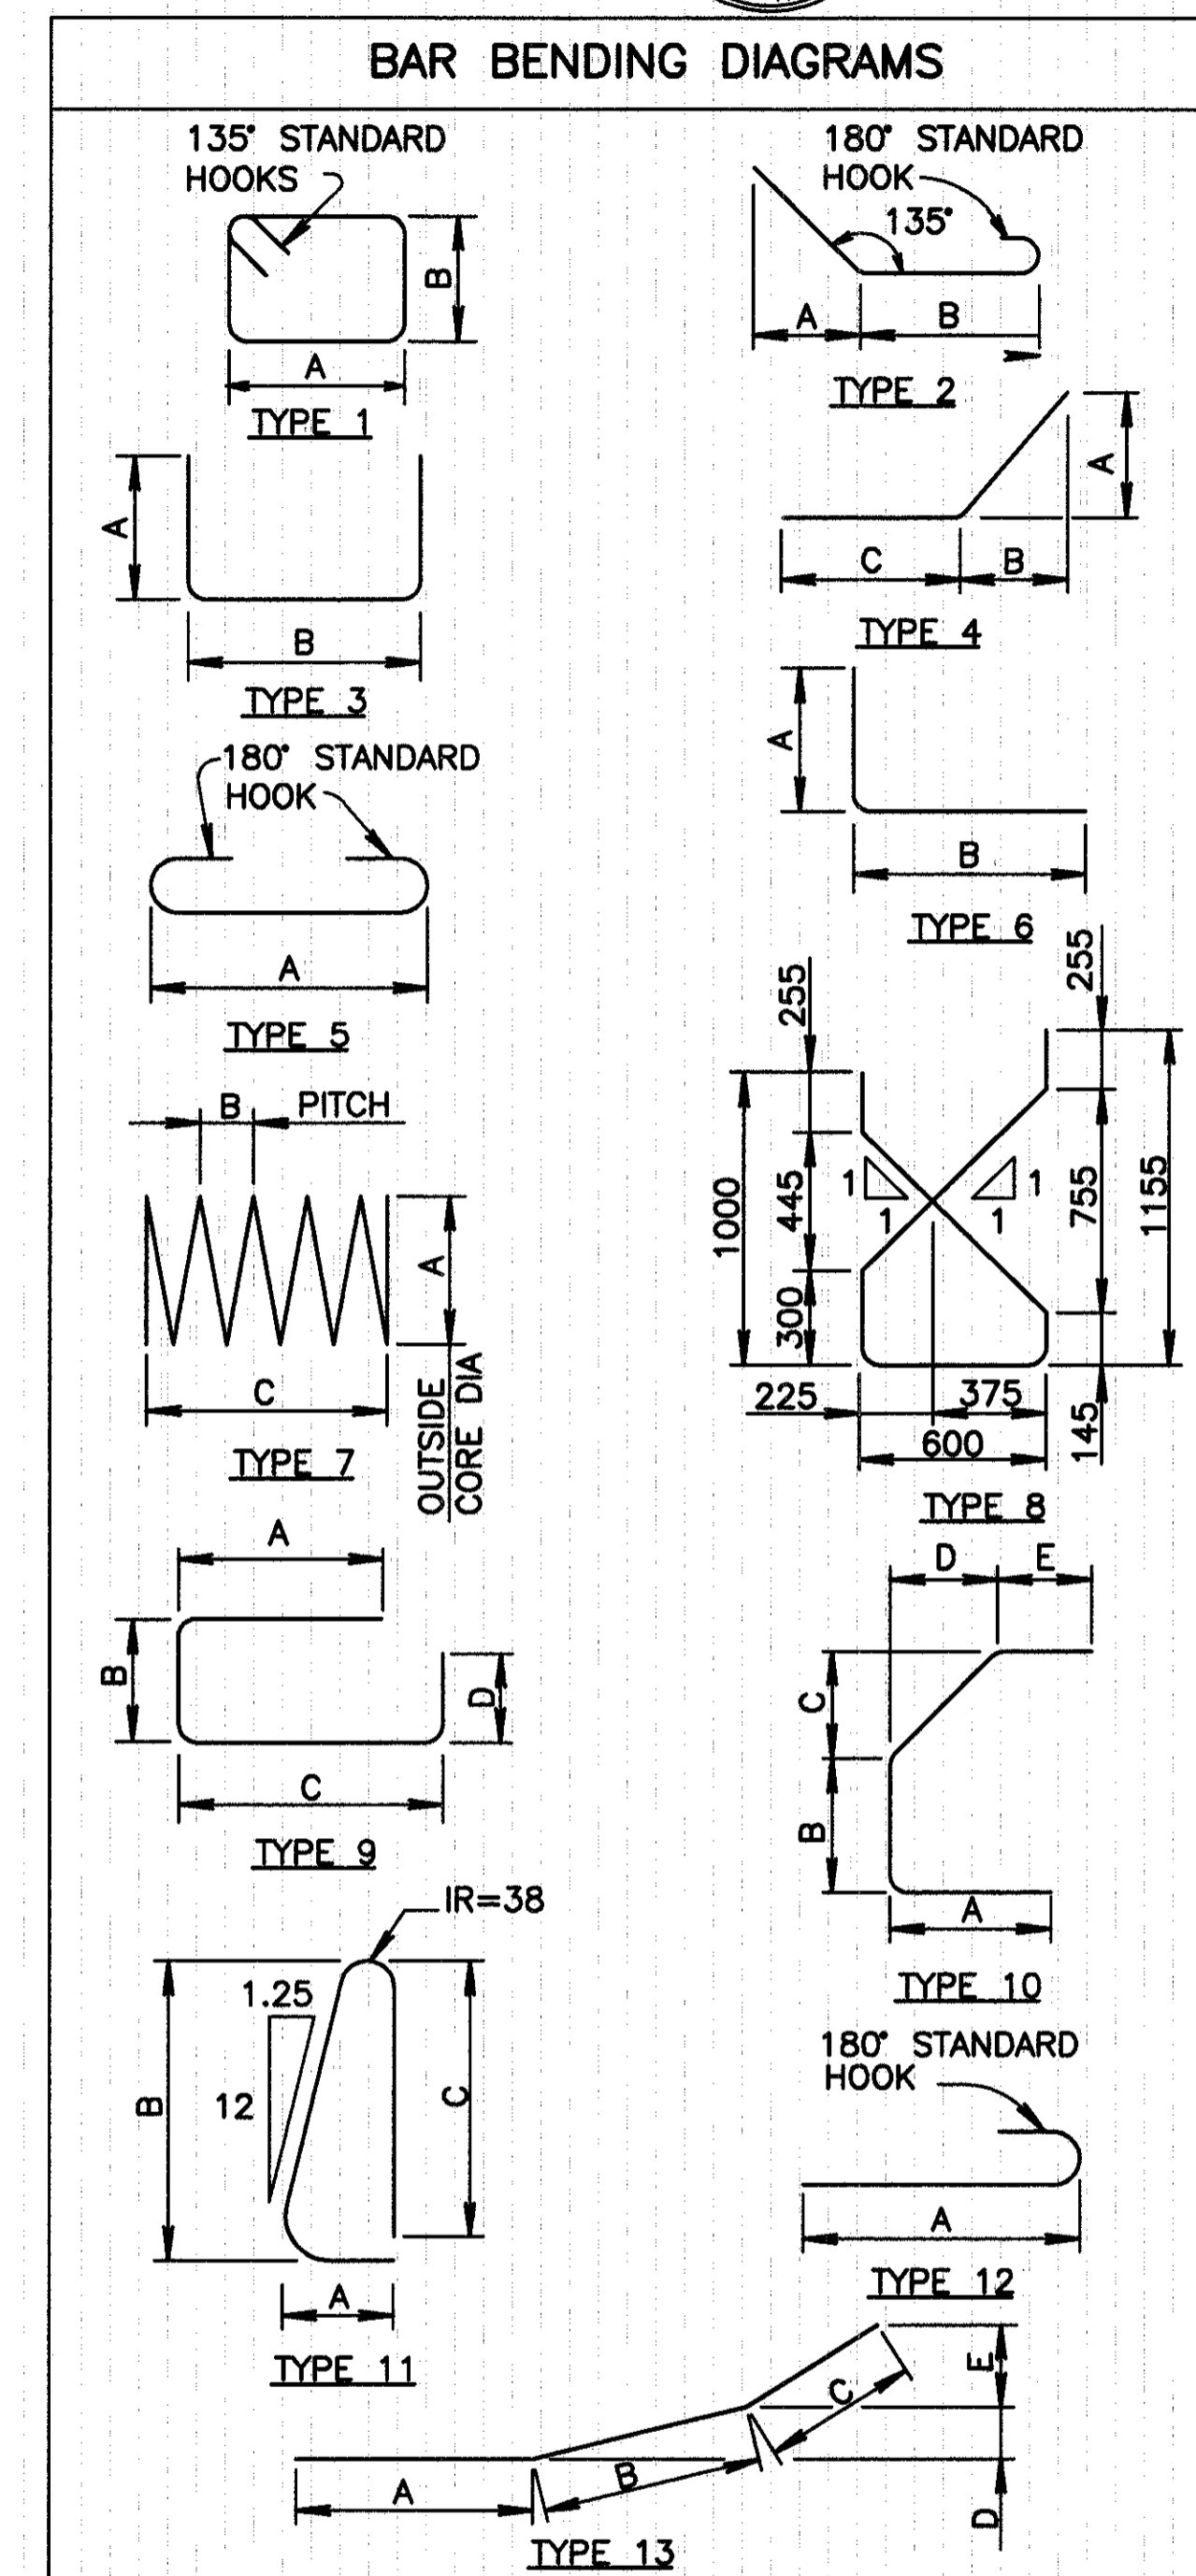 BAR BENDING DIAGRAMS
135° STANDARD
HOOKS
B
A
TYPE 1
180° STANDARD
HOOK
135°
A
B
TYPE 2
A
B
TYPE 3
A
C
B
TYPE 4
180° STANDARD
HOOK
A
TYPE 5
A
B
TYPE 6
B
PITCH
A
C
OUTSIDE
CORE DIA
TYPE 7
255
255
1000
445
300
1
1
1
1
755
1155
225
375
600
145
TYPE 8
A
B
D
C
TYPE 9
D
E
C
B
A
TYPE 10
IR=38
1.25
12
B
C
A
TYPE 11
180° STANDARD
HOOK
A
TYPE 12
E
C
B
A
D
TYPE 13